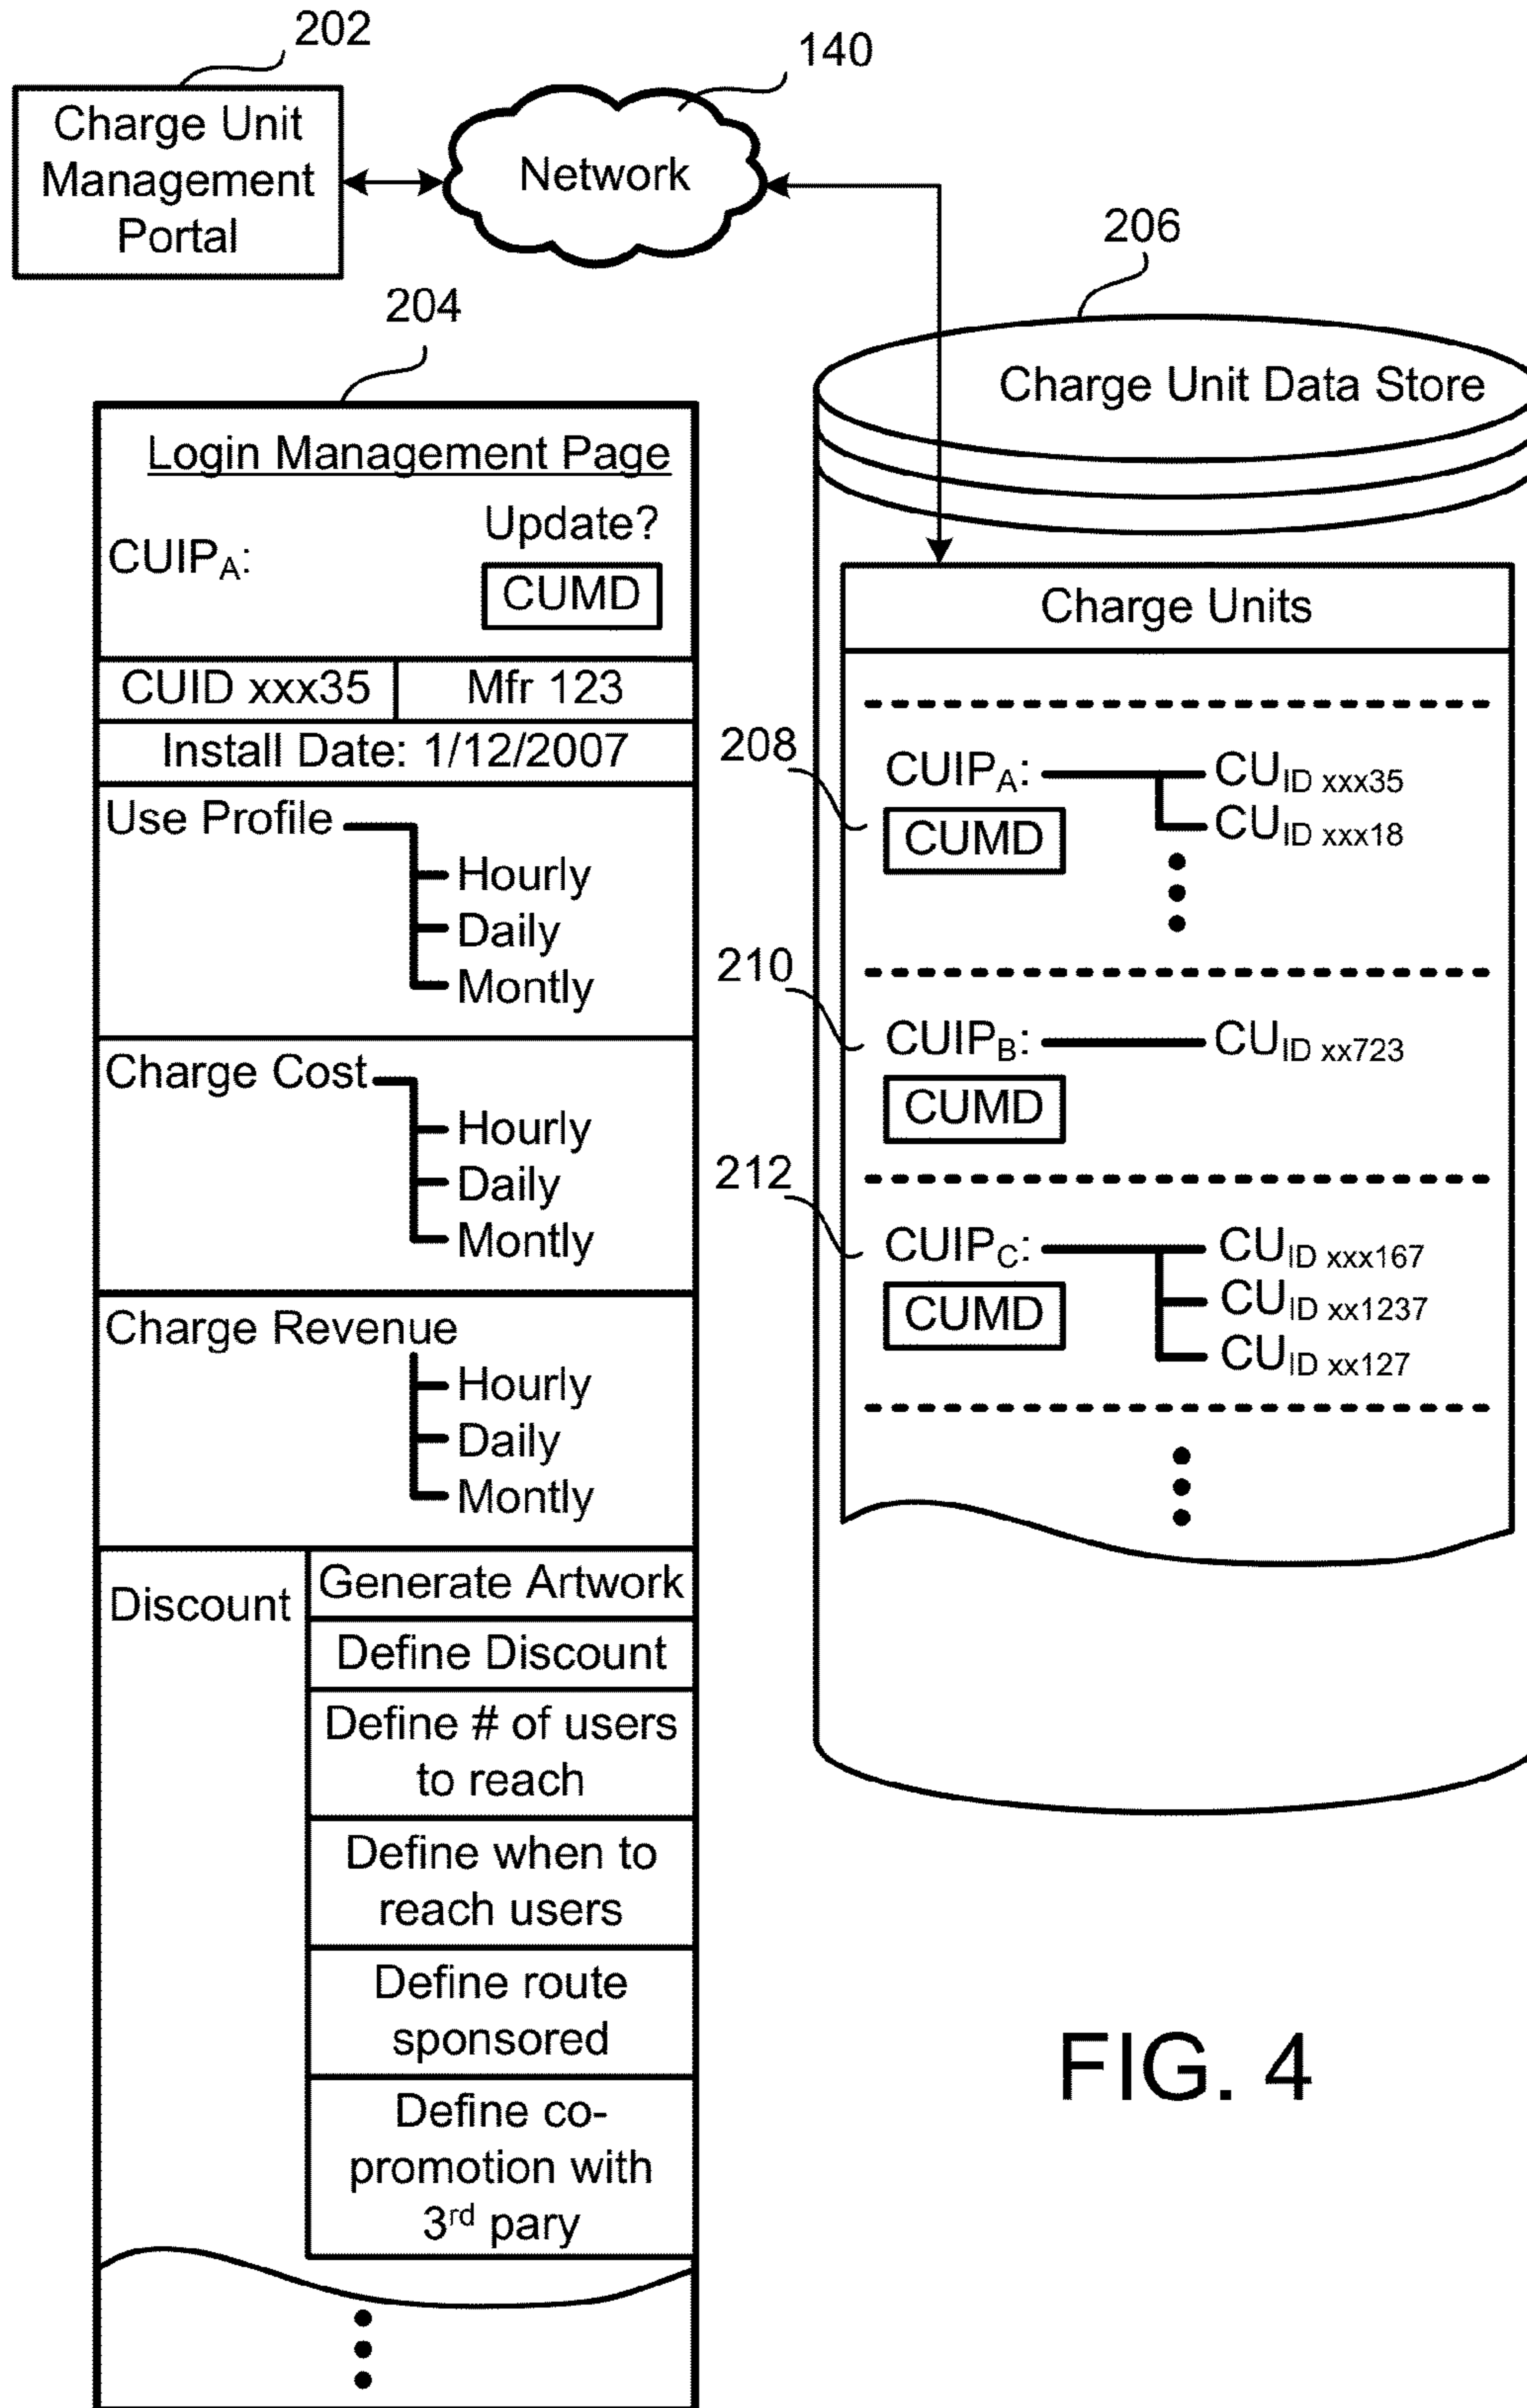 202
140
Charge Unit
Management
Portal
Network
206
204
Charge Unit Data Store
Login Management Page
Update?
CUIPA:
CUMD
CUID xxx35
Mfr 123
Install Date: 1/12/2007
Use Profile
Hourly
Daily
Montly
Charge Cost
Hourly
Daily
Montly
Charge Revenue
Hourly
Daily
Montly
Discount
Generate Artwork
Define Discount
Define # of users
to reach
Define when to
reach users
Define route
sponsored
Define co-
promotion with
3rd pary
Charge Units
208
CUIPA:
CUID xxx35
CUMD
CUID xxx18
210
CUIPB:
CUID xx723
CUMD
212
CUIPC:
CUID xxx167
CUMD
CUID xx1237
CUID xx127
FIG. 4